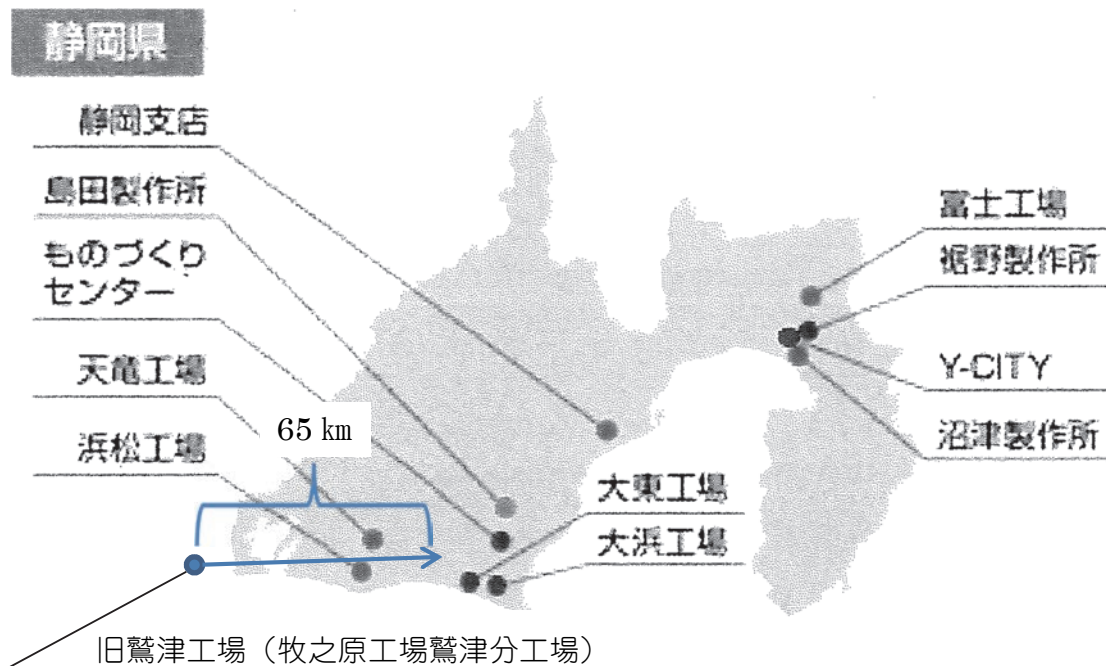 静岡県
静岡支店
島田製作所
ものづくり
センター
天竜工場
浜松工場
65㎞
富士工場
裾野製作所
Y-CITY
沼津製作所
大東工場
大浜工場
旧鷲津工場（牧之原工場鷲津分工場）